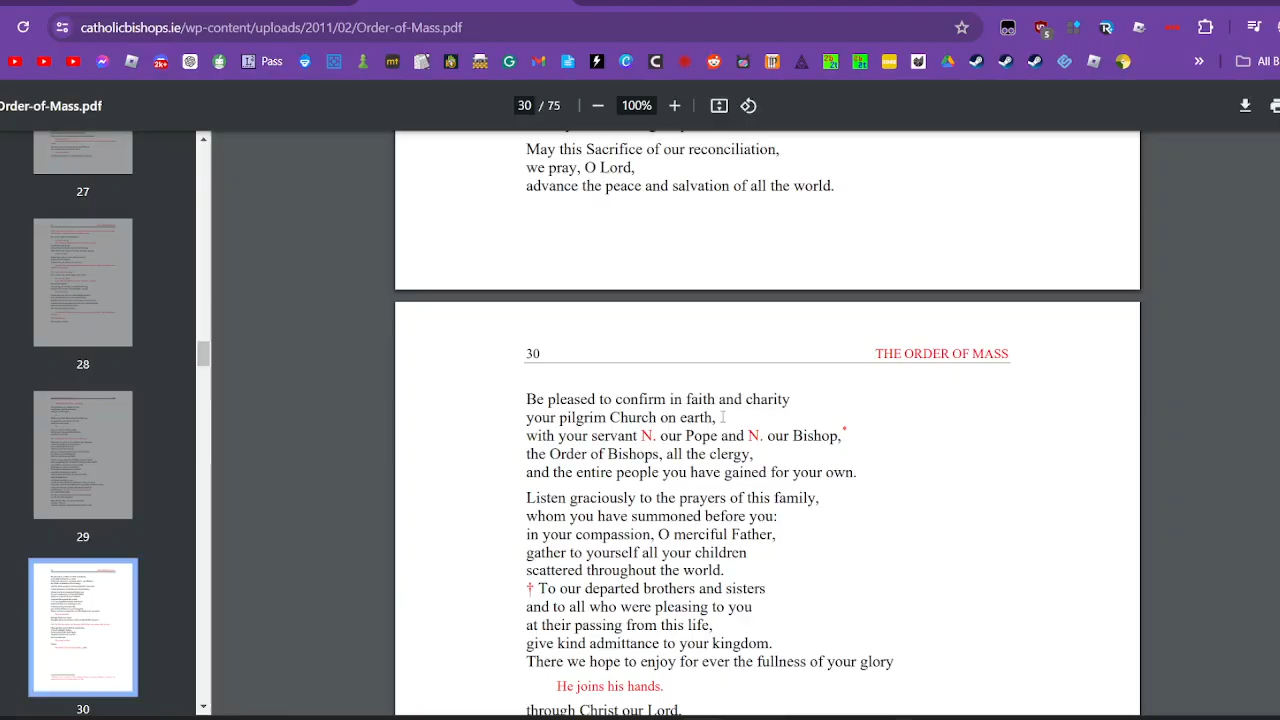 catholicbishops.ie/wp-content/uploads/2011/02/Order-of-Mass.pdf
5
2K+
Pass
mt
All B
Order-of-Mass.pdf
30 / 75
100%
27
28
29
30
May this Sacrifice of our reconciliation,
we pray, O Lord,
advance the peace and salvation of all the world.
30 THE ORDER OF MASS
Be pleased to confirm in faith and charity
your pilgrim Church on earth,
with your servant N. our Pope and N. our Bishop,*
the Order of Bishops, all the clergy,
and the entire people you have gained for your own.
Listen graciously to the prayers of this family,
whom you have summoned before you:
in your compassion, O merciful Father,
gather to yourself all your children
scattered throughout the world.
† To our departed brothers and sisters
and to all who were pleasing to you
at their passing from this life,
give kind admittance to your kingdom.
There we hope to enjoy for ever the fullness of your glory
He joins his hands.
through Christ our Lord,